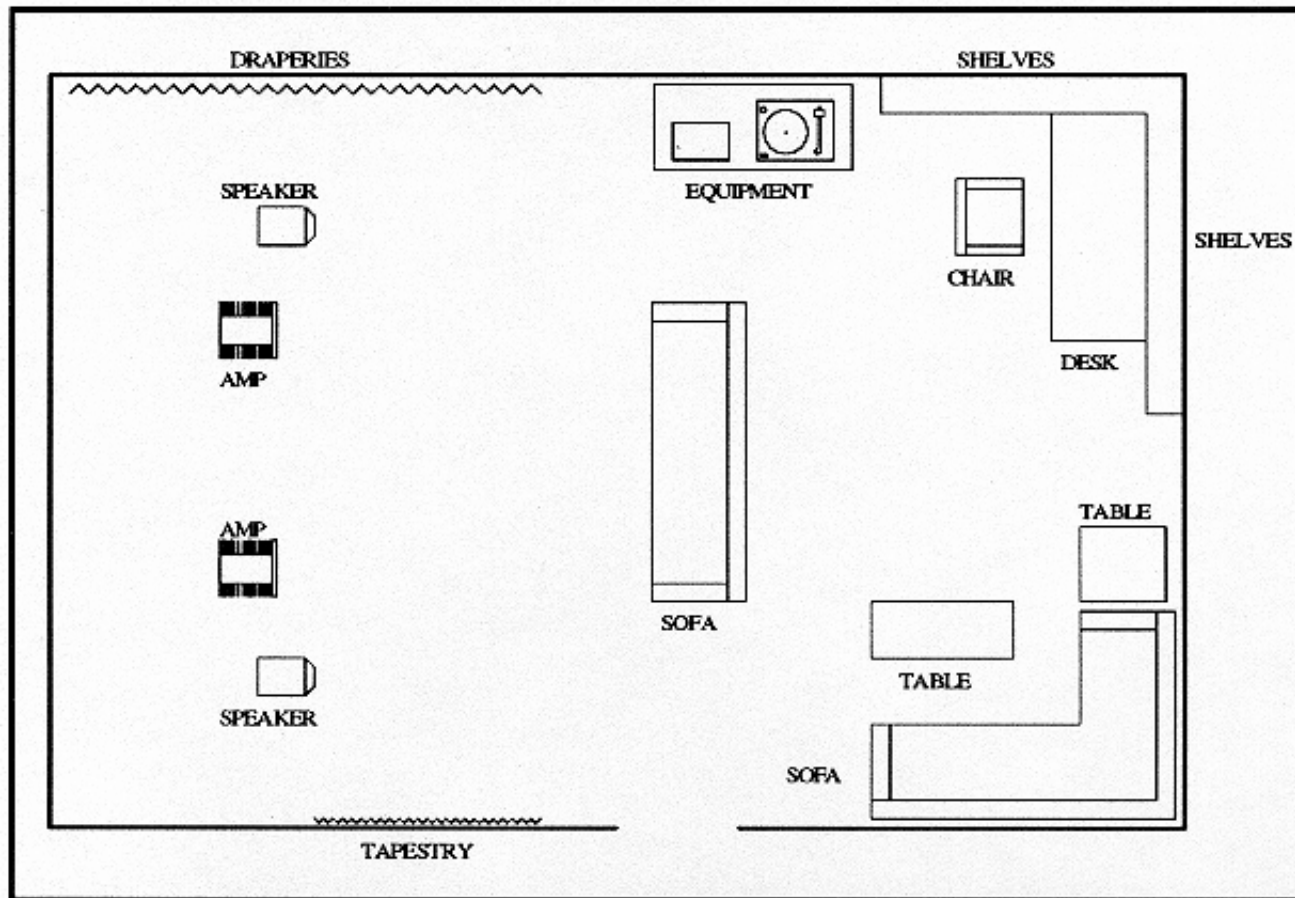 DRAPERIES
SHELVES
SPEAKER
EQUIPMENT
SHELVES
CHAIR
AMP
DESK
TABLE
AMP
SOFA
TABLE
SPEAKER
SOFA
TAPESTRY